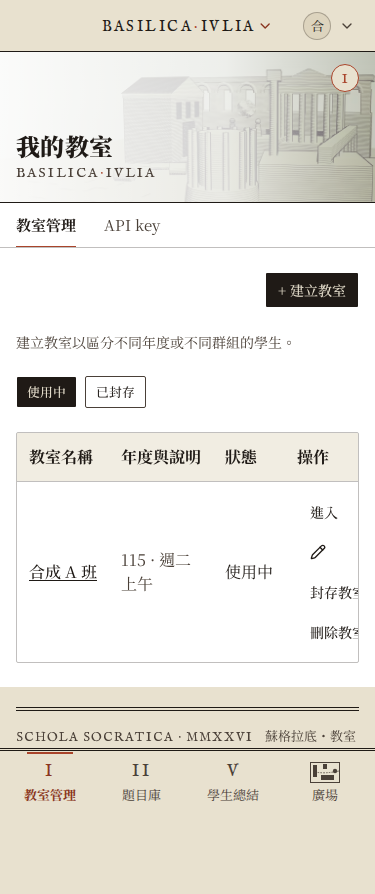 BASILICA·IVLIA
合
I
我的教室
BASILICA·IVLIA
教室管理
API key
+ 建立教室
建立教室以區分不同年度或不同群組的學生。
使用中
已封存
教室名稱 年度與說明 狀態 操作
進入
合成 A 班
115 · 週二
上午
使用中
封存教室
刪除教室
SCHOLA SOCRATICA · MMXXVI 蘇格拉底・教室
I II V
教室管理 題目庫 學生總結 廣場